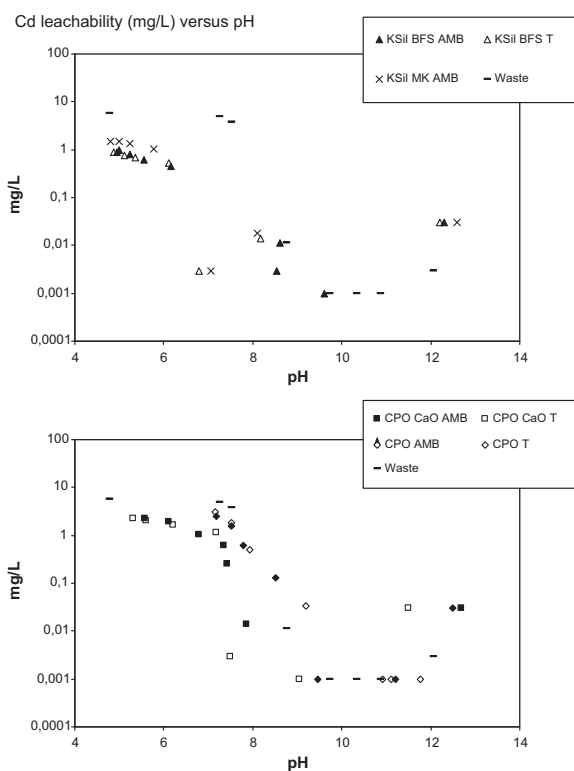 Cd leachability (mg/L) versus pH
▲ KSil BFS AMB △ KSil BFS T
× KSil MK AMB – Waste
100
10
1
0,1
0,01
0,001
0,0001
mg/L
4 6 8 10 12 14
pH
■ CPO CaO AMB □ CPO CaO T
CPO AMB ◇ CPO T
– Waste
100
10
1
0,1
0,01
0,001
0,0001
mg/L
4 6 8 10 12 14
pH